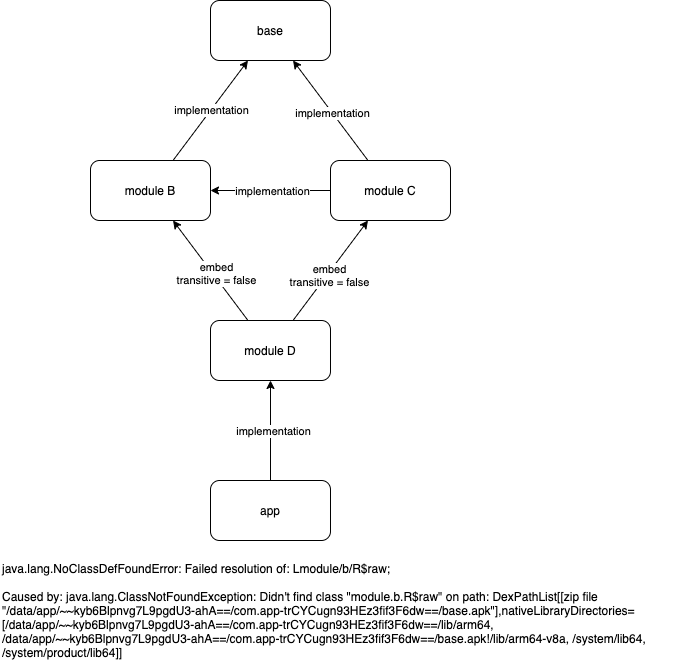 base
implementation
implementation
module B
implementation
module C
embed
transitive = false
embed
transitive = false
module D
implementation
app
java.lang.NoClassDefFoundError: Failed resolution of: Lmodule/b/R$raw;
Caused by: java.lang.ClassNotFoundException: Didn't find class "module.b.R$raw" on path: DexPathList[[zip file
"/data/app/~~kyb6Blpnvg7L9pgdU3-ahA==/com.app-trCYCugn93HEz3fif3F6dw==/base.apk"],nativeLibraryDirectories=
[/data/app/~~kyb6Blpnvg7L9pgdU3-ahA==/com.app-trCYCugn93HEz3fif3F6dw==/lib/arm64,
/data/app/~~kyb6Blpnvg7L9pgdU3-ahA==/com.app-trCYCugn93HEz3fif3F6dw==/base.apk!/lib/arm64-v8a, /system/lib64,
/system/product/lib64]]